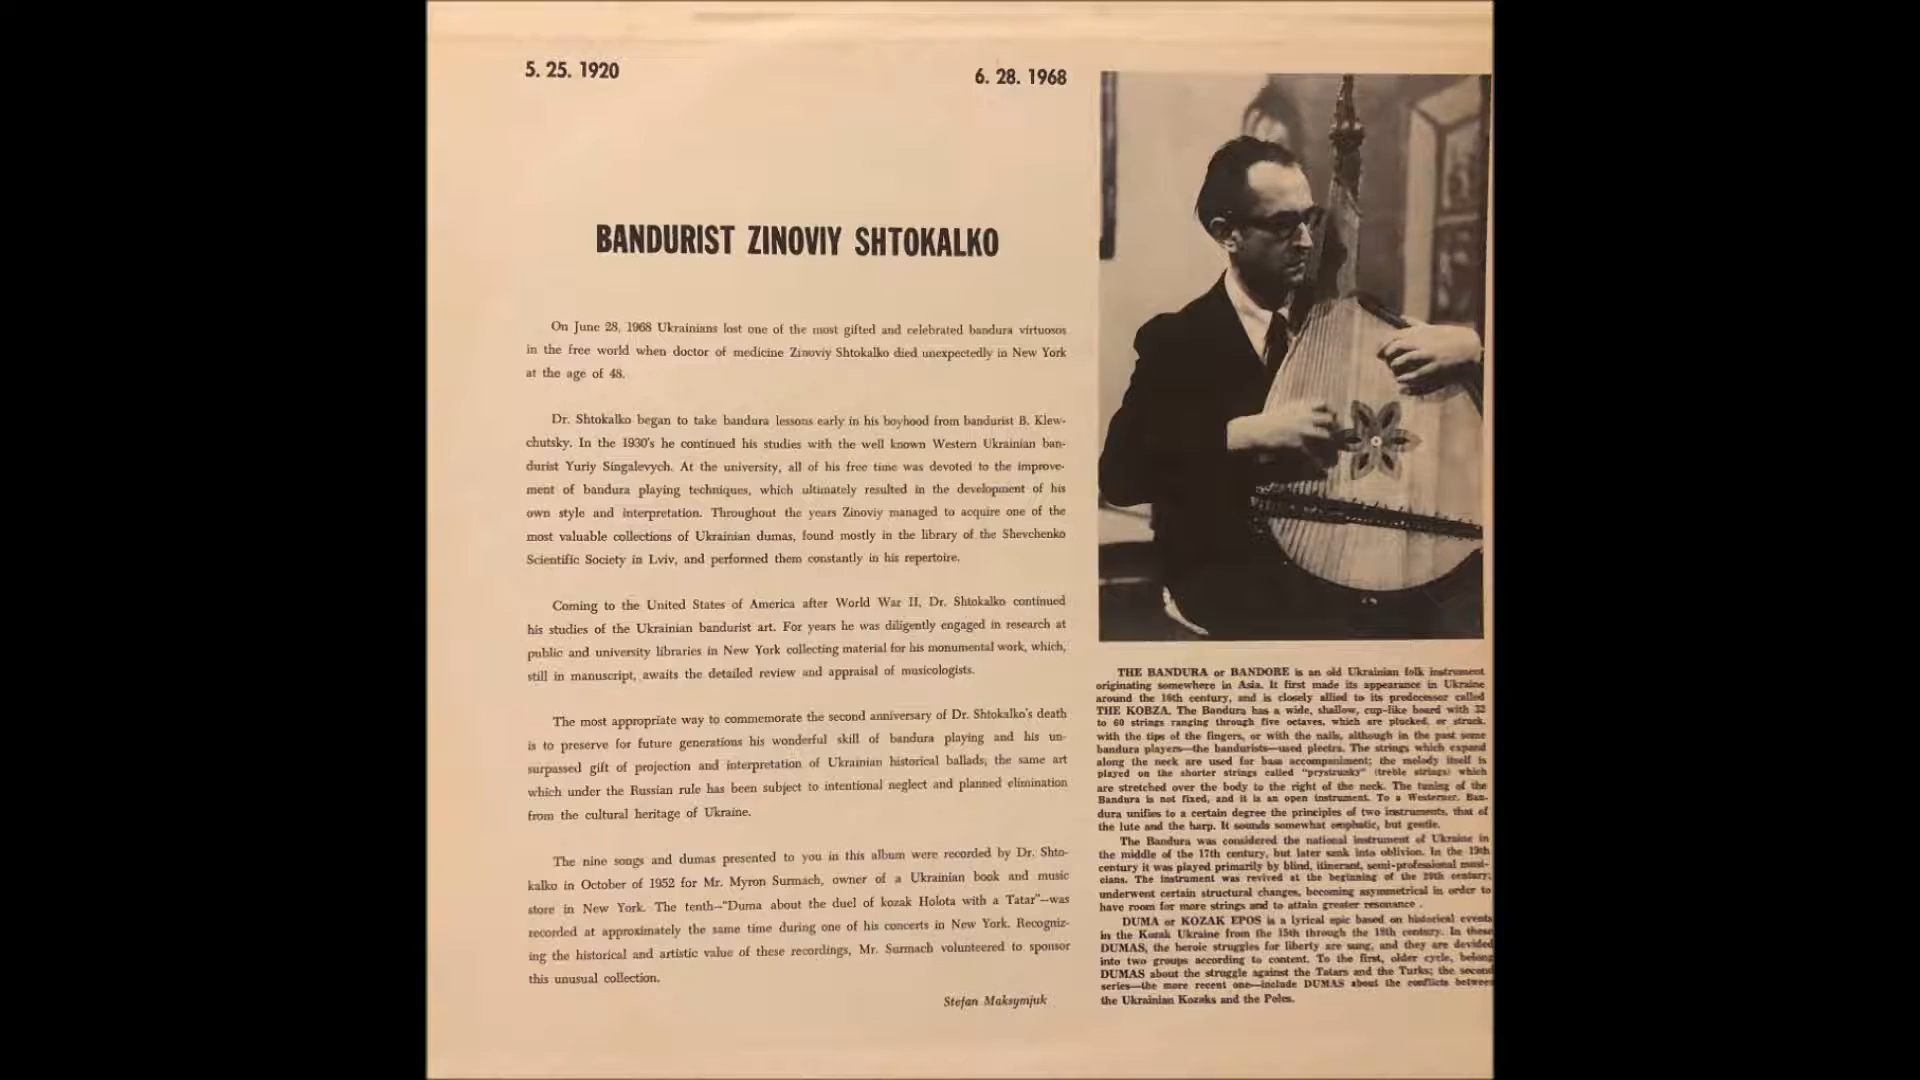 5. 25. 1920
6. 28. 1968
BANDURIST ZINOVIY SHTOKALKO
On June 28, 1968 Ukrainians lost one of the most gifted and celebrated bandura virtuosos
in the free world when doctor of medicine Zinoviy Shtokalko died unexpectedly in New York
at the age of 48.
Dr. Shtokalko began to take bandura lessons early in his boyhood from bandurist B. Klew-
chutsky. In the 1930's he continued his studies with the well known Western Ukrainian ban-
durist Yuriy Singalevych. At the university, all of his free time was devoted to the improve-
ment of bandura playing techniques, which ultimately resulted in the development of his
own style and interpretation. Throughout the years Zinoviy managed to acquire one of the
most valuable collections of Ukrainian dumas, found mostly in the library of the Shevchenko
Scientific Society in Lviv, and performed them constantly in his repertoire.
Coming to the United States of America after World War II, Dr. Shtokalko continued
his studies of the Ukrainian bandurist art. For years he was diligently engaged in research at
public and university libraries in New York collecting material for his monumental work, which,
still in manuscript, awaits the detailed review and appraisal of musicologists.
The most appropriate way to commemorate the second anniversary of Dr. Shtokalko's death
is to preserve for future generations his wonderful skill of bandura playing and his un-
surpassed gift of projection and interpretation of Ukrainian historical ballads, the same art
which under the Russian rule has been subject to intentional neglect and planned elimination
from the cultural heritage of Ukraine.
The nine songs and dumas presented to you in this album were recorded by Dr. Shto-
kalko in October of 1952 for Mr. Myron Surmach, owner of a Ukrainian book and music
store in New York. The tenth—"Duma about the duel of kozak Holota with a Tatar"—was
recorded at approximately the same time during one of his concerts in New York. Recogniz-
ing the historical and artistic value of these recordings, Mr. Surmach volunteered to sponsor
this unusual collection.
Stefan Maksymjuk
THE BANDURA or BANDORE is an old Ukrainian folk instrument
originating somewhere in Asia. It first made its appearance in Ukraine
around the 16th century, and is closely allied to its predecessor called
THE KOBZA. The Bandura has a wide, shallow, cup-like board with 32
to 60 strings ranging through five octaves, which are plucked, or struck,
with the tips of the fingers, or with the nails, although in the past some
bandura players—the bandurists—used plectra. The strings which expand
along the neck are used for bass accompaniment; the melody itself is
played on the shorter strings called "prystrunky" (treble strings) which
are stretched over the body to the right of the neck. The tuning of the
Bandura is not fixed, and it is an open instrument. To a Westerner, Ban-
dura unifies to a certain degree the principles of two instruments, that of
the lute and the harp. It sounds somewhat emphatic, but gentle.
The Bandura was considered the national instrument of Ukraine in
the middle of the 17th century, but later sank into oblivion. In the 19th
century it was played primarily by blind, itinerant, semi-professional musi-
cians. The instrument was revived at the beginning of the 20th century;
underwent certain structural changes, becoming asymmetrical in order to
have room for more strings and to attain greater resonance .
DUMA or KOZAK EPOS is a lyrical epic based on historical events
in the Kozak Ukraine from the 15th through the 18th century. In these
DUMAS, the heroic struggles for liberty are sung, and they are devided
into two groups according to content. To the first, older cycle, belong
DUMAS about the struggle against the Tatars and the Turks; the second
series—the more recent one—include DUMAS about the conflicts between
the Ukrainian Kozaks and the Poles.